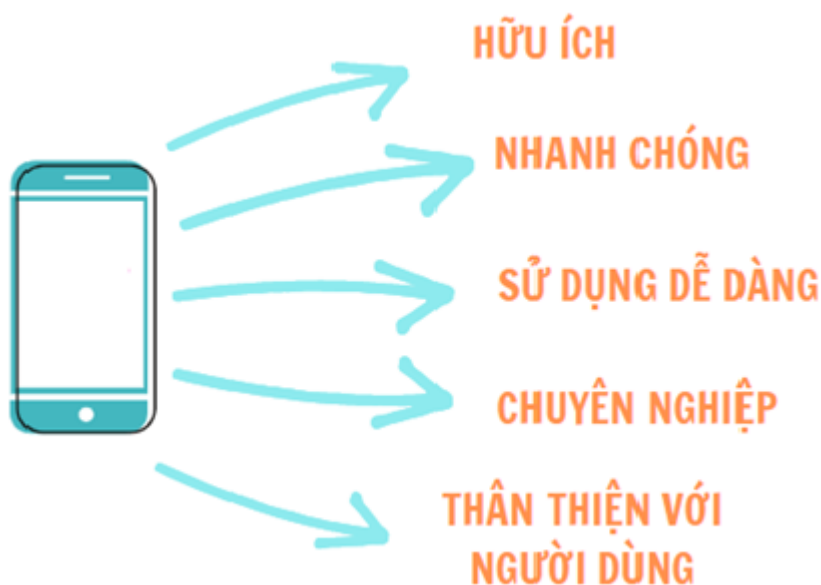 HỮU ÍCH
NHANH CHÓNG
SỬ DỤNG DỄ DÀNG
CHUYÊN NGHIỆP
THÂN THIỆN VỚI
NGƯỜI DÙNG